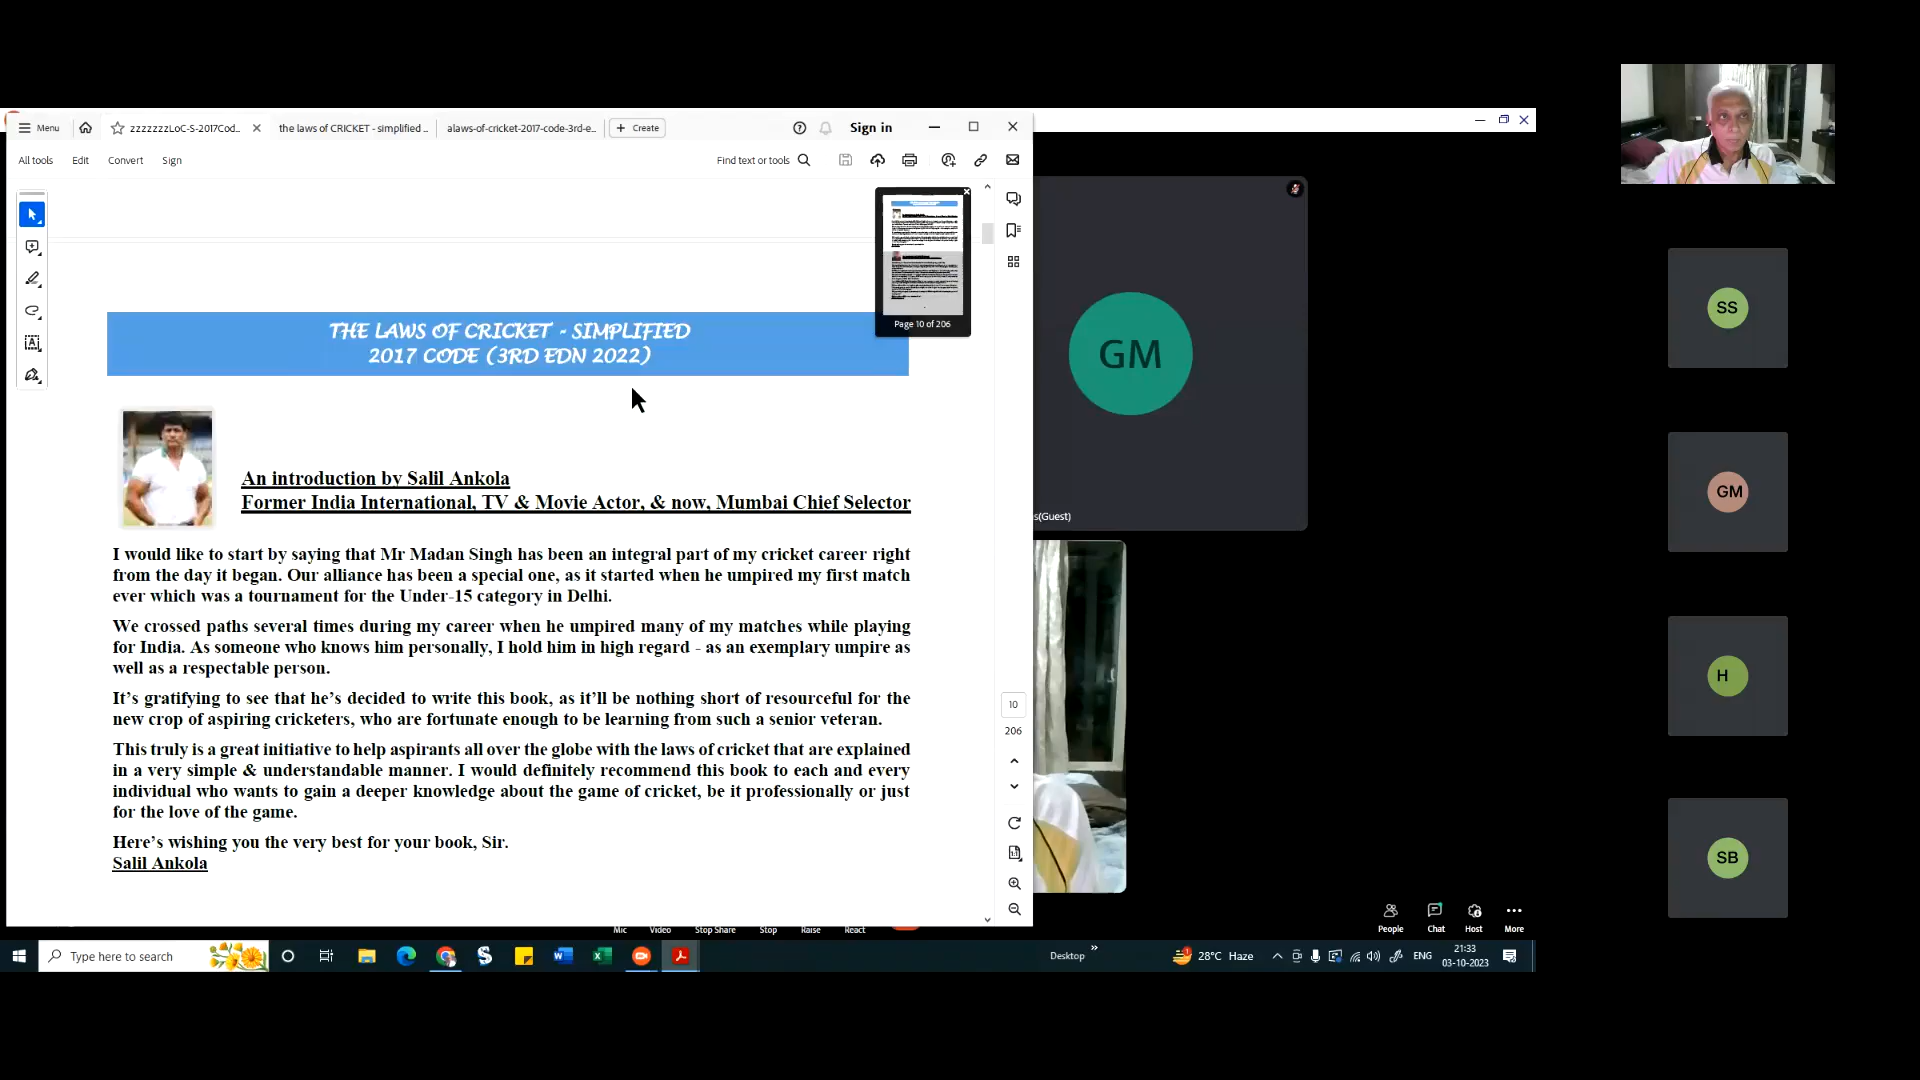 Menu
zzzzzzzLoC-S-2017Cod...
the laws of CRICKET - simplified ...
alaws-of-cricket-2017-code-3rd-e...
Create
Sign in
All tools
Edit
Convert
Sign
Find text or tools
Page 10 of 206
THE LAWS OF CRICKET - SIMPLIFIED
2017 CODE (3RD EDN 2022)
An introduction by Salil Ankola
Former India International, TV & Movie Actor, & now, Mumbai Chief Selector
I would like to start by saying that Mr Madan Singh has been an integral part of my cricket career right
from the day it began. Our alliance has been a special one, as it started when he umpired my first match
ever which was a tournament for the Under-15 category in Delhi.
We crossed paths several times during my career when he umpired many of my matches while playing
for India. As someone who knows him personally, I hold him in high regard - as an exemplary umpire as
well as a respectable person.
It's gratifying to see that he's decided to write this book, as it'll be nothing short of resourceful for the
new crop of aspiring cricketers, who are fortunate enough to be learning from such a senior veteran.
This truly is a great initiative to help aspirants all over the globe with the laws of cricket that are explained
in a very simple & understandable manner. I would definitely recommend this book to each and every
individual who wants to gain a deeper knowledge about the game of cricket, be it professionally or just
for the love of the game.
Here's wishing you the very best for your book, Sir.
Salil Ankola
10
206
GM
s(Guest)
SS
GM
H
SB
Mic
Video
Stop Share
Stop
Raise
React
People
Chat
Host
More
Type here to search
Desktop
28°C Haze
ENG
21:33
03-10-2023